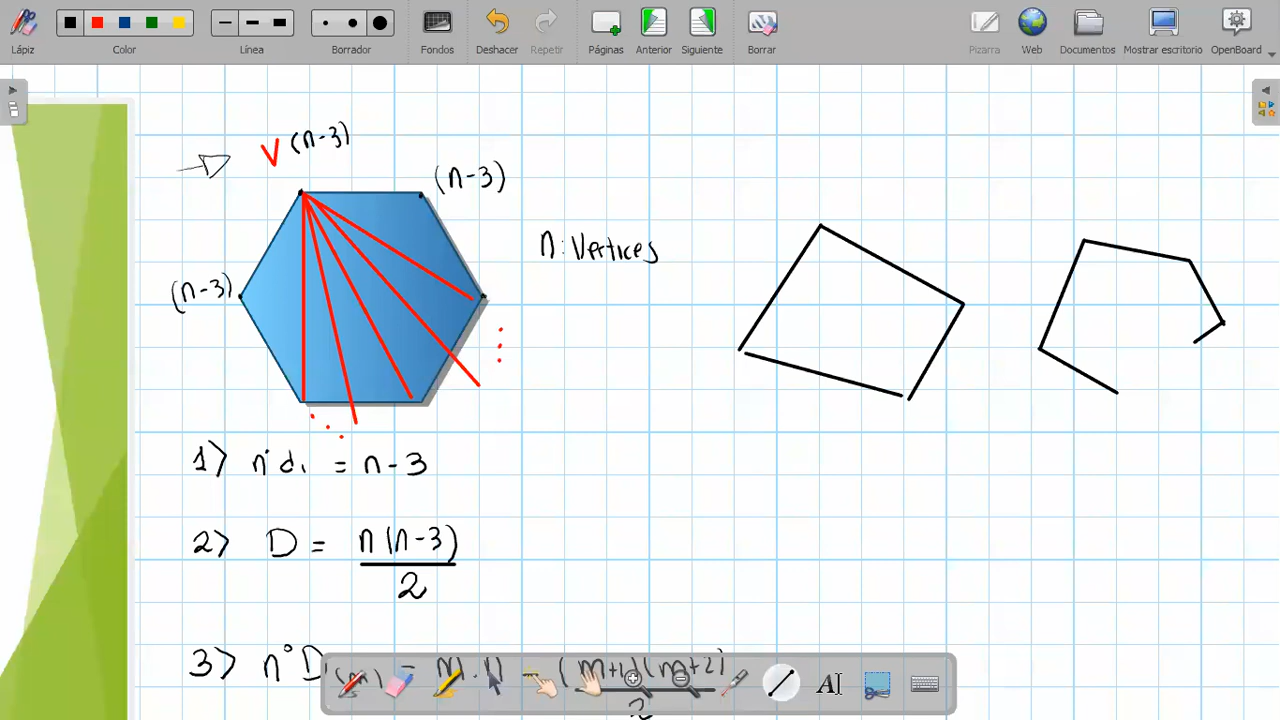 Lápiz
Color
Línea
Borrador
Fondos
Deshacer
Repetir
Páginas
Anterior
Siguiente
Borrar
Pizarra
Web
Documentos
Mostrar escritorio
OpenBoard
V (n-3)
(n-3)
(n-3)
n: Vertices
1> n° d₁ = n-3
2> D = n(n-3)
2
3> n° D(m) = m.n - (m+1)(m+2)
2